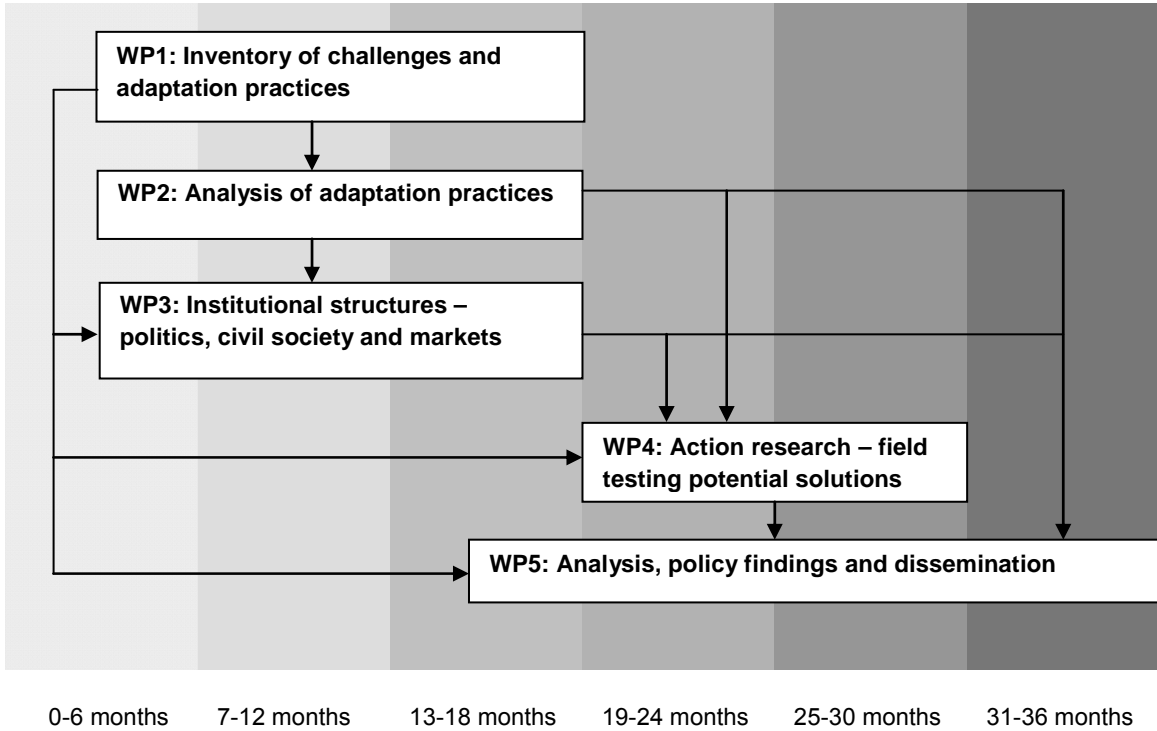 WP1: Inventory of challenges and
adaptation practices
WP2: Analysis of adaptation practices
WP3: Institutional structures –
politics, civil society and markets
WP4: Action research – field
testing potential solutions
WP5: Analysis, policy findings and dissemination
0-6 months 7-12 months 13-18 months 19-24 months 25-30 months 31-36 months